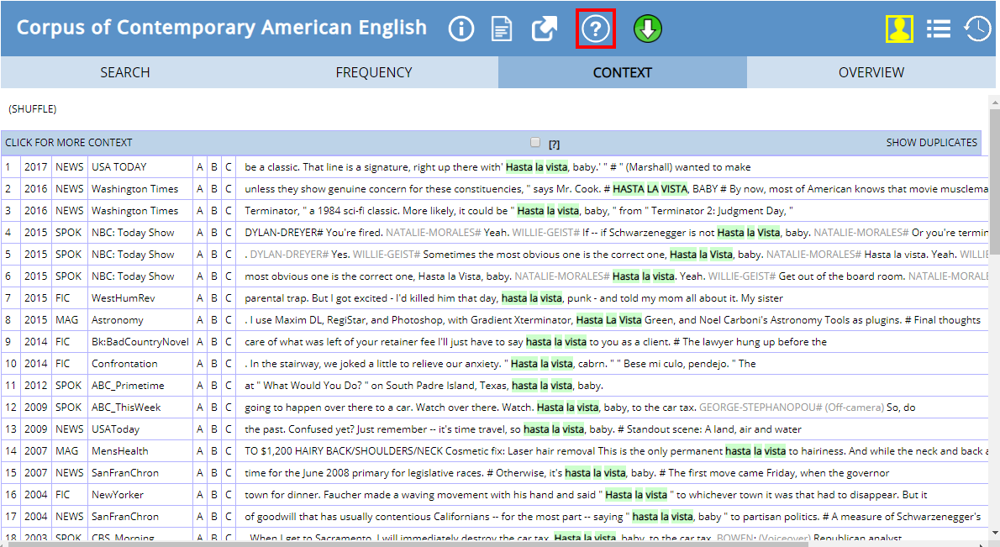 Corpus of Contemporary American English
SEARCH FREQUENCY CONTEXT OVERVIEW
(SHUFFLE)
CLICK FOR MORE CONTEXT [?] SHOW DUPLICATES
1 2017 NEWS USA TODAY A B C be a classic. That line is a signature, right up there with' Hasta la vista, baby.' " # " (Marshall) wanted to make
2 2016 NEWS Washington Times A B C unless they show genuine concern for these constituencies, " says Mr. Cook. # HASTA LA VISTA, BABY # By now, most of American knows that movie musclema
3 2016 NEWS Washington Times A B C Terminator, " a 1984 sci-fi classic. More likely, it could be " Hasta la vista, baby, " from " Terminator 2: Judgment Day, "
4 2015 SPOK NBC: Today Show A B C DYLAN-DREYER# You're fired. NATALIE-MORALES# Yeah. WILLIE-GEIST# If -- if Schwarzenegger is not Hasta la Vista, baby. NATALIE-MORALES# Or you're termin
5 2015 SPOK NBC: Today Show A B C . DYLAN-DREYER# Yes. WILLIE-GEIST# Sometimes the most obvious one is the correct one, Hasta la Vista, baby. NATALIE-MORALES# Hasta la vista. Yeah. WILLIE
6 2015 SPOK NBC: Today Show A B C most obvious one is the correct one, Hasta la Vista, baby. NATALIE-MORALES# Hasta la vista. Yeah. WILLIE-GEIST# Get out of the board room. NATALIE-MORALE
7 2015 FIC WestHumRev A B C parental trap. But I got excited - I'd killed him that day, hasta la vista, punk - and told my mom all about it. My sister
8 2015 MAG Astronomy A B C . I use Maxim DL, RegiStar, and Photoshop, with Gradient Xterminator, Hasta La Vista Green, and Noel Carboni's Astronomy Tools as plugins. # Final thoughts
9 2014 FIC Bk:BadCountryNovel A B C care of what was left of your retainer fee I'll just have to say hasta la vista to you as a client. # The lawyer hung up before the
10 2014 FIC Confrontation A B C . In the stairway, we joked a little to relieve our anxiety. " Hasta la vista, cabrn. " " Bese mi culo, pendejo. " The
11 2012 SPOK ABC_Primetime A B C at " What Would You Do? " on South Padre Island, Texas, hasta la vista, baby.
12 2009 SPOK ABC_ThisWeek A B C going to happen over there to a car. Watch over there. Watch. Hasta la vista, baby, to the car tax. GEORGE-STEPHANOPOU# (Off-camera) So, do
13 2009 NEWS USAToday A B C the past. Confused yet? Just remember -- it's time travel, so hasta la vista, baby. # Standout scene: A land, air and water
14 2007 MAG MensHealth A B C TO $1,200 HAIRY BACK/SHOULDERS/NECK Cosmetic fix: Laser hair removal This is the only permanent hasta la vista to hairiness. And while the neck and back a
15 2007 NEWS SanFranChron A B C time for the June 2008 primary for legislative races. # Otherwise, it's hasta la vista, baby. # The first move came Friday, when the governor
16 2004 FIC NewYorker A B C town for dinner. Faucher made a waving movement with his hand and said " Hasta la vista " to whichever town it was that had to disappear. But it
17 2004 NEWS SanFranChron A B C of goodwill that has usually contentious Californians -- for the most part -- saying " hasta la vista, baby " to partisan politics. # A measure of Schwarzenegger's
18 2003 SPOK CBS_Morning A B C . When I get to Sacramento, I will immediately destroy the car tax. Hasta la vista, baby, to the car tax. BOWEN: (Voiceover) Republican analyst